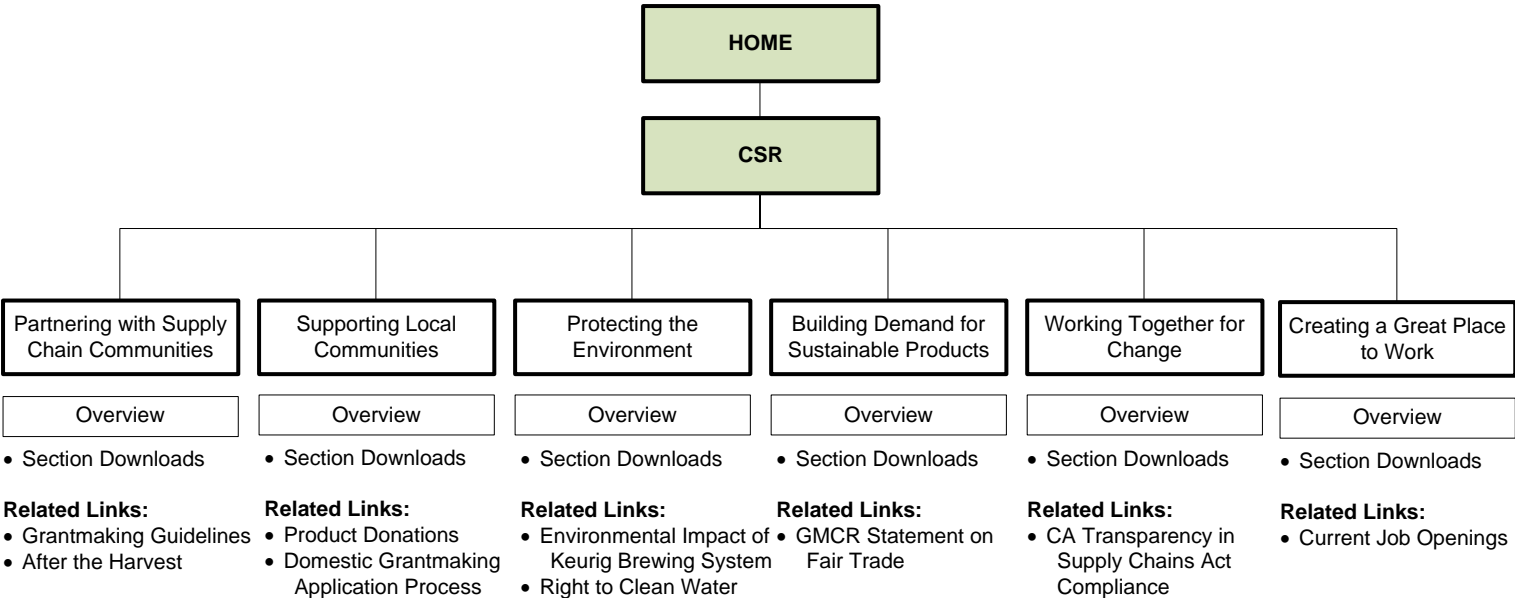 HOME
CSR
Partnering with Supply
Chain Communities
Overview
• Section Downloads
Related Links:
• Grantmaking Guidelines
• After the Harvest
Supporting Local
Communities
Overview
• Section Downloads
Related Links:
• Product Donations
• Domestic Grantmaking
Application Process
Protecting the
Environment
Overview
• Section Downloads
Related Links:
• Environmental Impact of
Keurig Brewing System
• Right to Clean Water
Building Demand for
Sustainable Products
Overview
• Section Downloads
Related Links:
• GMCR Statement on
Fair Trade
Working Together for
Change
Overview
• Section Downloads
Related Links:
• CA Transparency in
Supply Chains Act
Compliance
Creating a Great Place
to Work
Overview
• Section Downloads
Related Links:
• Current Job Openings